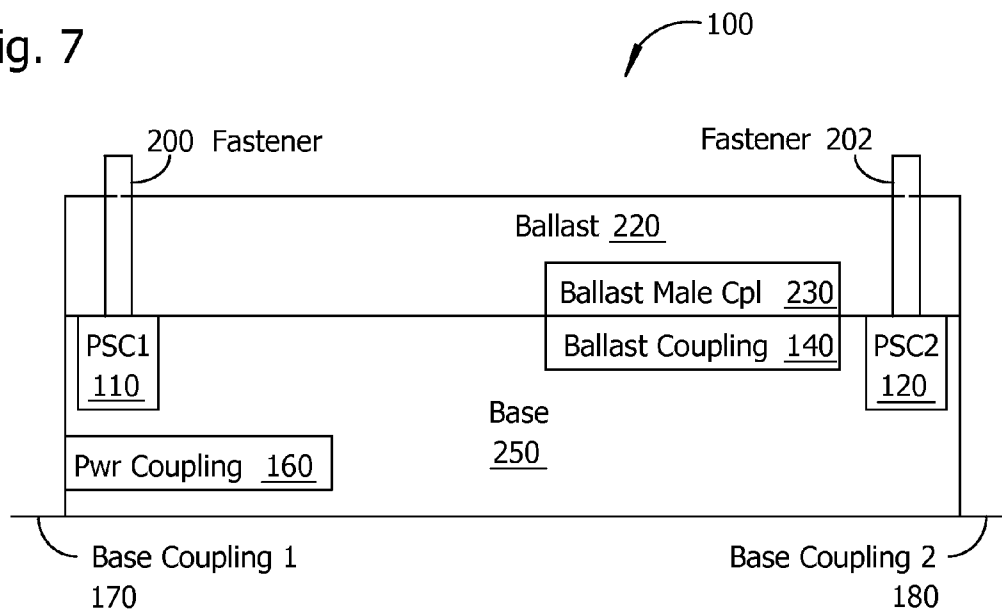 ig. 7
100
200 Fastener
Fastener 202
Ballast 220
Ballast Male Cpl 230
PSC1
110
Ballast Coupling 140
PSC2
120
Base
250
Pwr Coupling 160
Base Coupling 1
170
Base Coupling 2
180